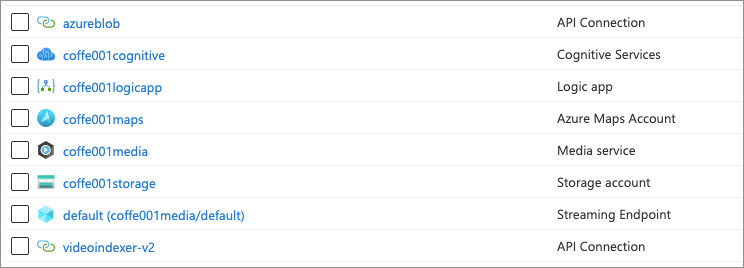 azureblob API Connection
coffe001cognitive Cognitive Services
coffe001logicapp Logic app
coffe001maps Azure Maps Account
coffe001media Media service
coffe001storage Storage account
default (coffe001media/default) Streaming Endpoint
videoindexer-v2 API Connection